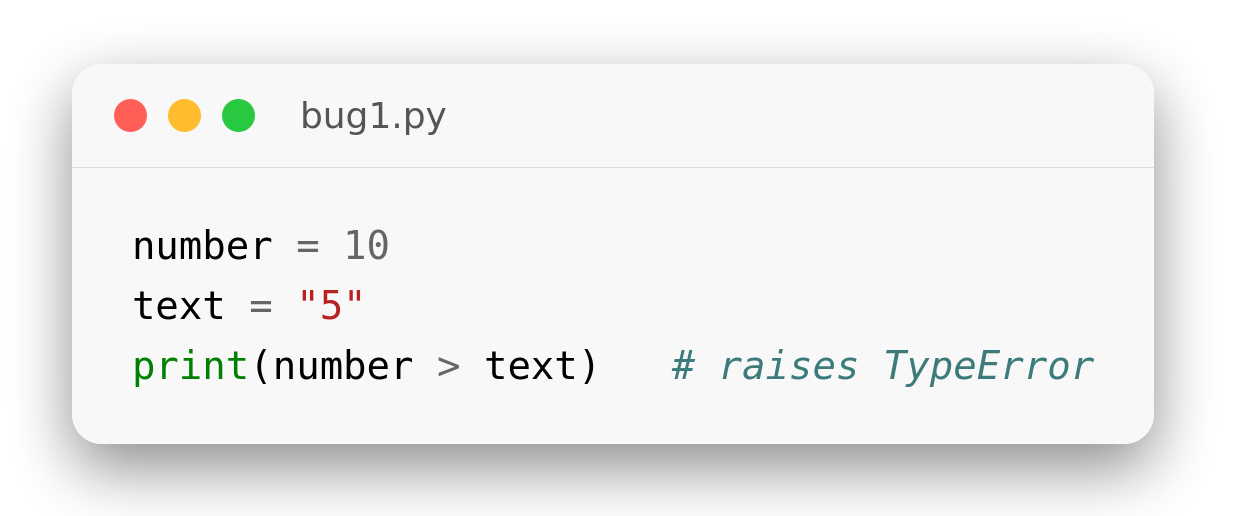 bug1.py
number = 10
text = "5"
print(number > text)   # raises TypeError